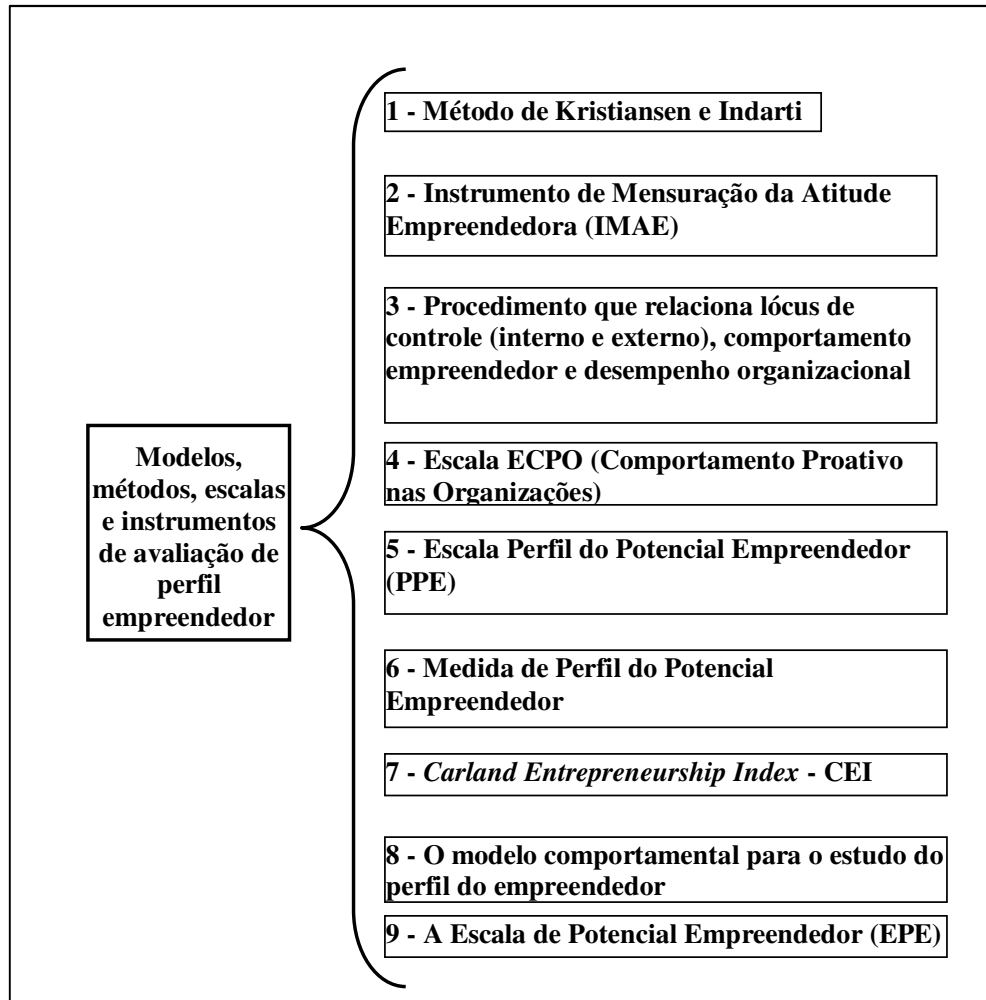 Modelos,
métodos, escalas
e instrumentos
de avaliação de
perfil
empreendedor
1 - Método de Kristiansen e Indarti
2 - Instrumento de Mensuração da Atitude
Empreendedora (IMAE)
3 - Procedimento que relaciona lócus de
controle (interno e externo), comportamento
empreendedor e desempenho organizacional
4 - Escala ECPO (Comportamento Proativo
nas Organizações)
5 - Escala Perfil do Potencial Empreendedor
(PPE)
6 - Medida de Perfil do Potencial
Empreendedor
7 - Carland Entrepreneurship Index - CEI
8 - O modelo comportamental para o estudo do
perfil do empreendedor
9 - A Escala de Potencial Empreendedor (EPE)